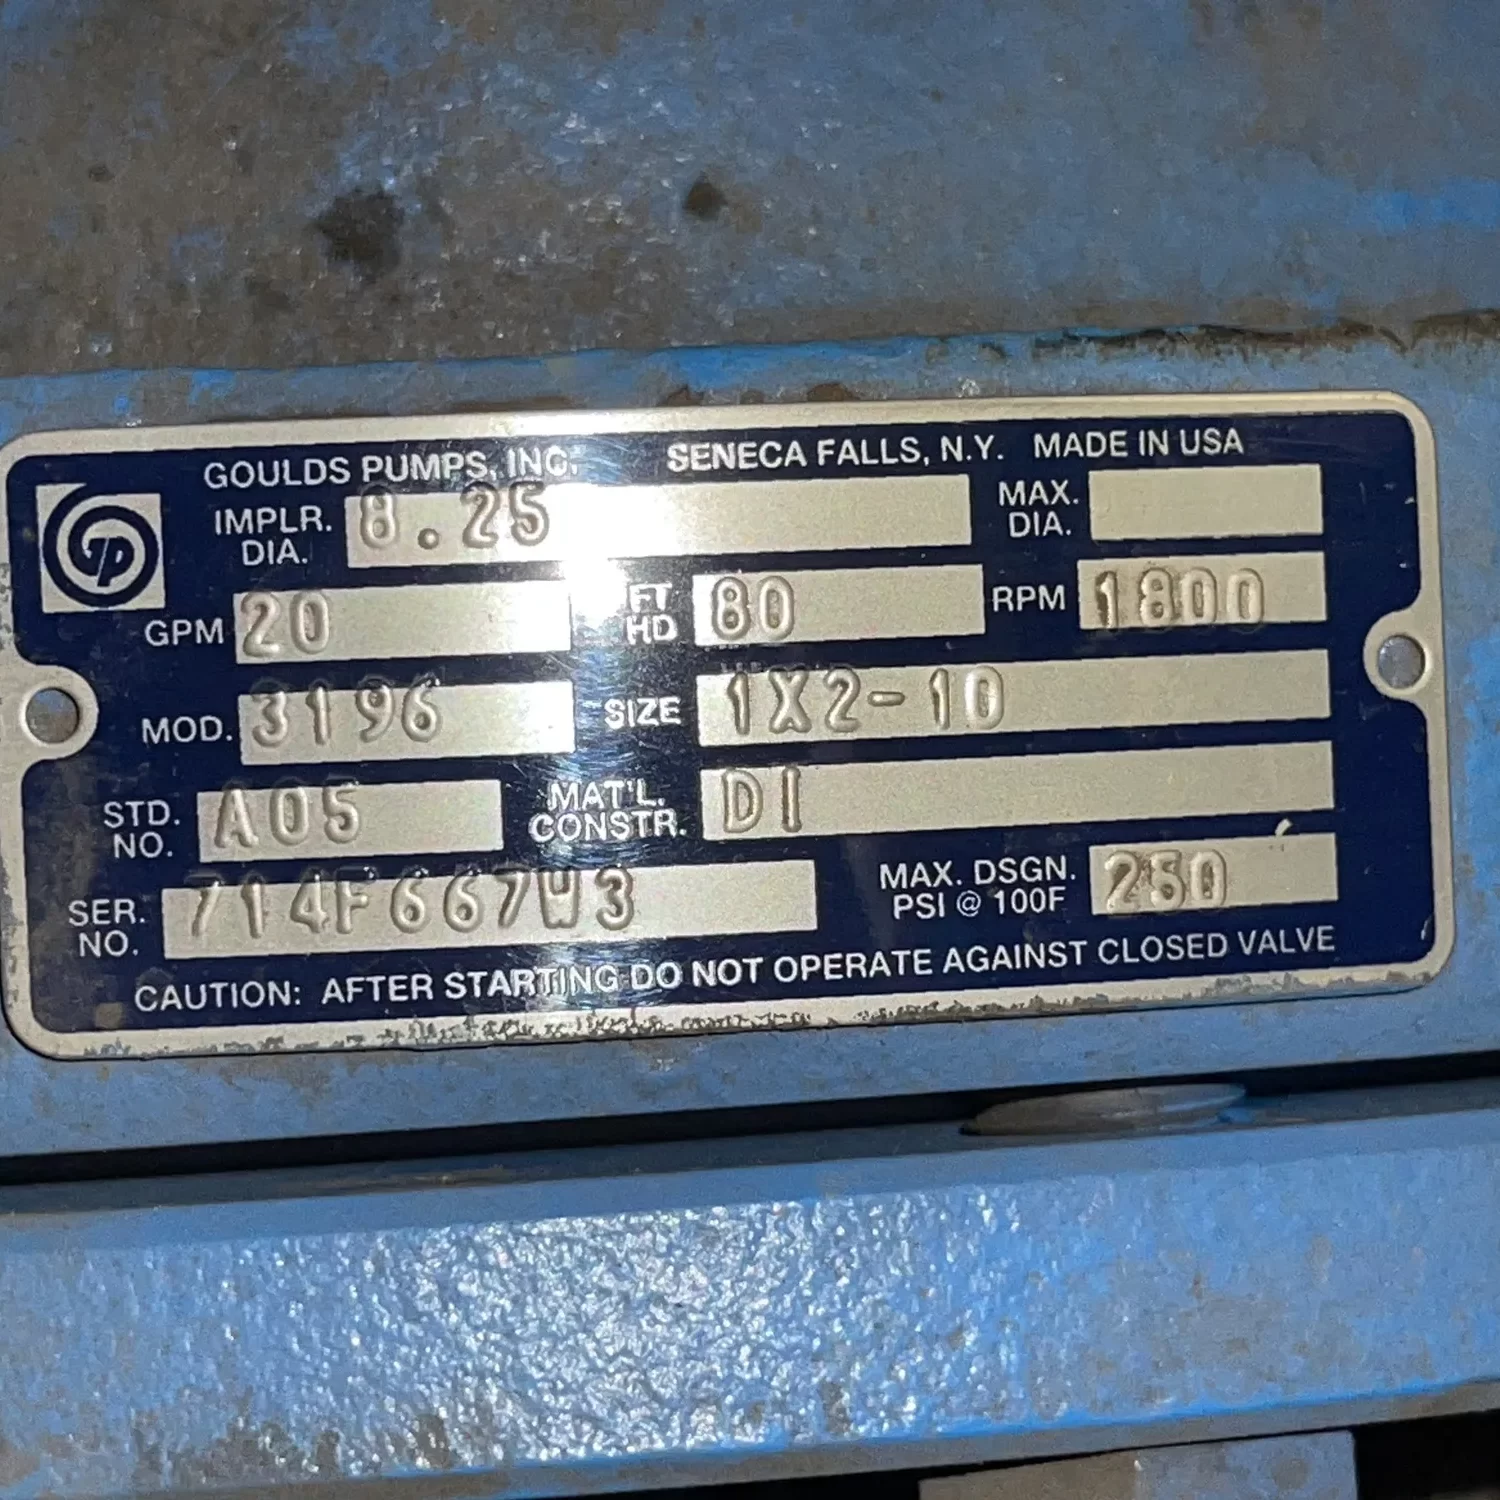 GOULDS PUMPS, INC. SENECA FALLS, N.Y. MADE IN USA
IMPLR. DIA. 8.25 MAX. DIA.
GPM 20 FT HD 80 RPM 1800
MOD. 3196 SIZE 1X2-10
STD. NO. A05 MAT'L. CONSTR. DI
SER. NO. 714F667W3 MAX. DSGN. PSI @ 100F 250
CAUTION: AFTER STARTING DO NOT OPERATE AGAINST CLOSED VALVE